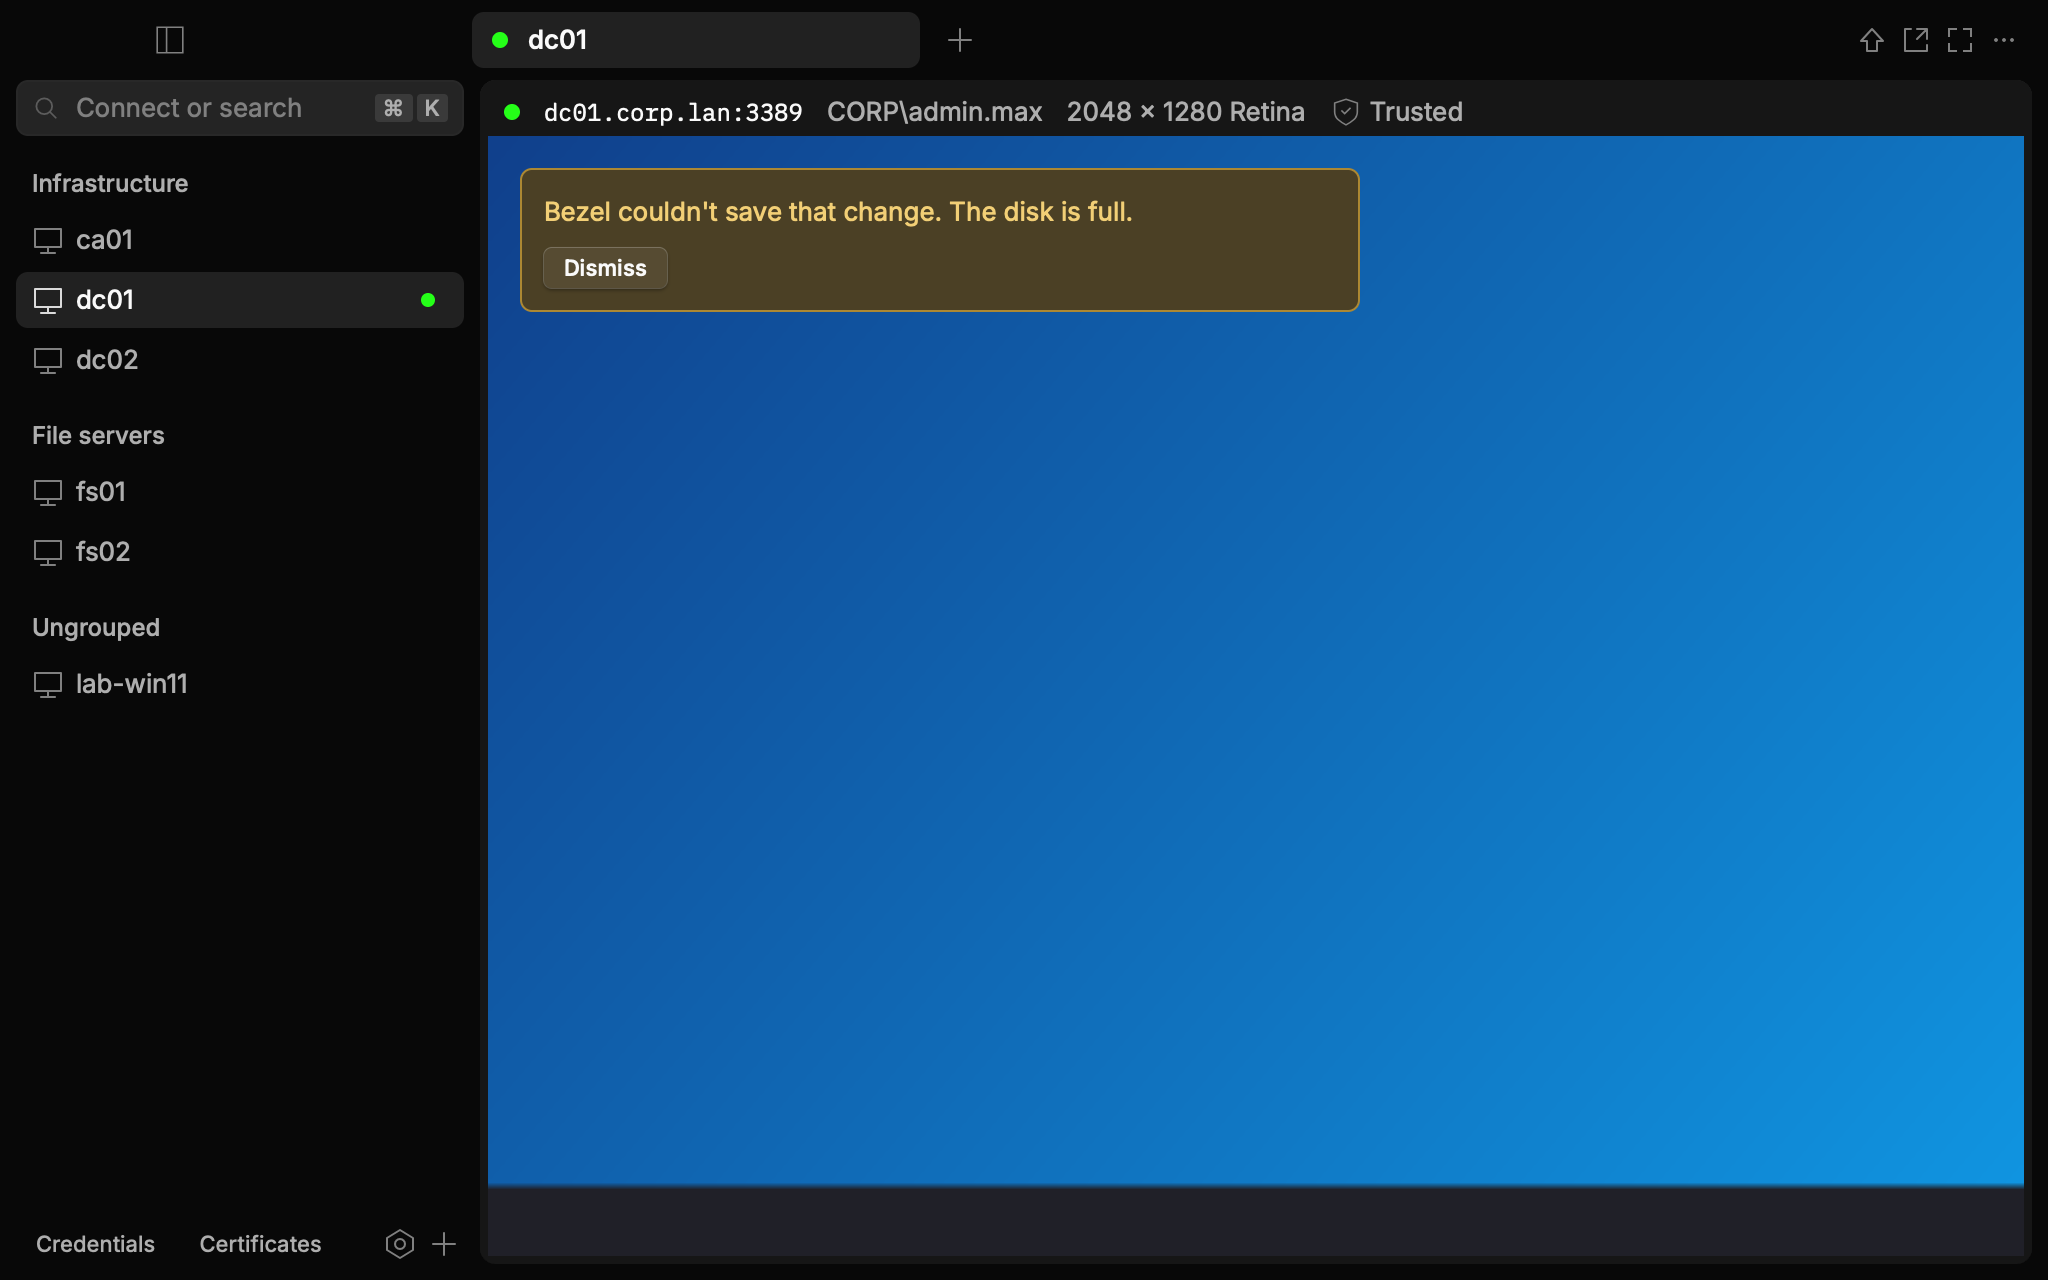 dc01
Connect or search ⌘ K
Infrastructure
ca01
dc01
dc02
File servers
fs01
fs02
Ungrouped
lab-win11
Credentials Certificates
dc01.corp.lan:3389 CORP\admin.max 2048 × 1280 Retina Trusted
Bezel couldn't save that change. The disk is full.
Dismiss